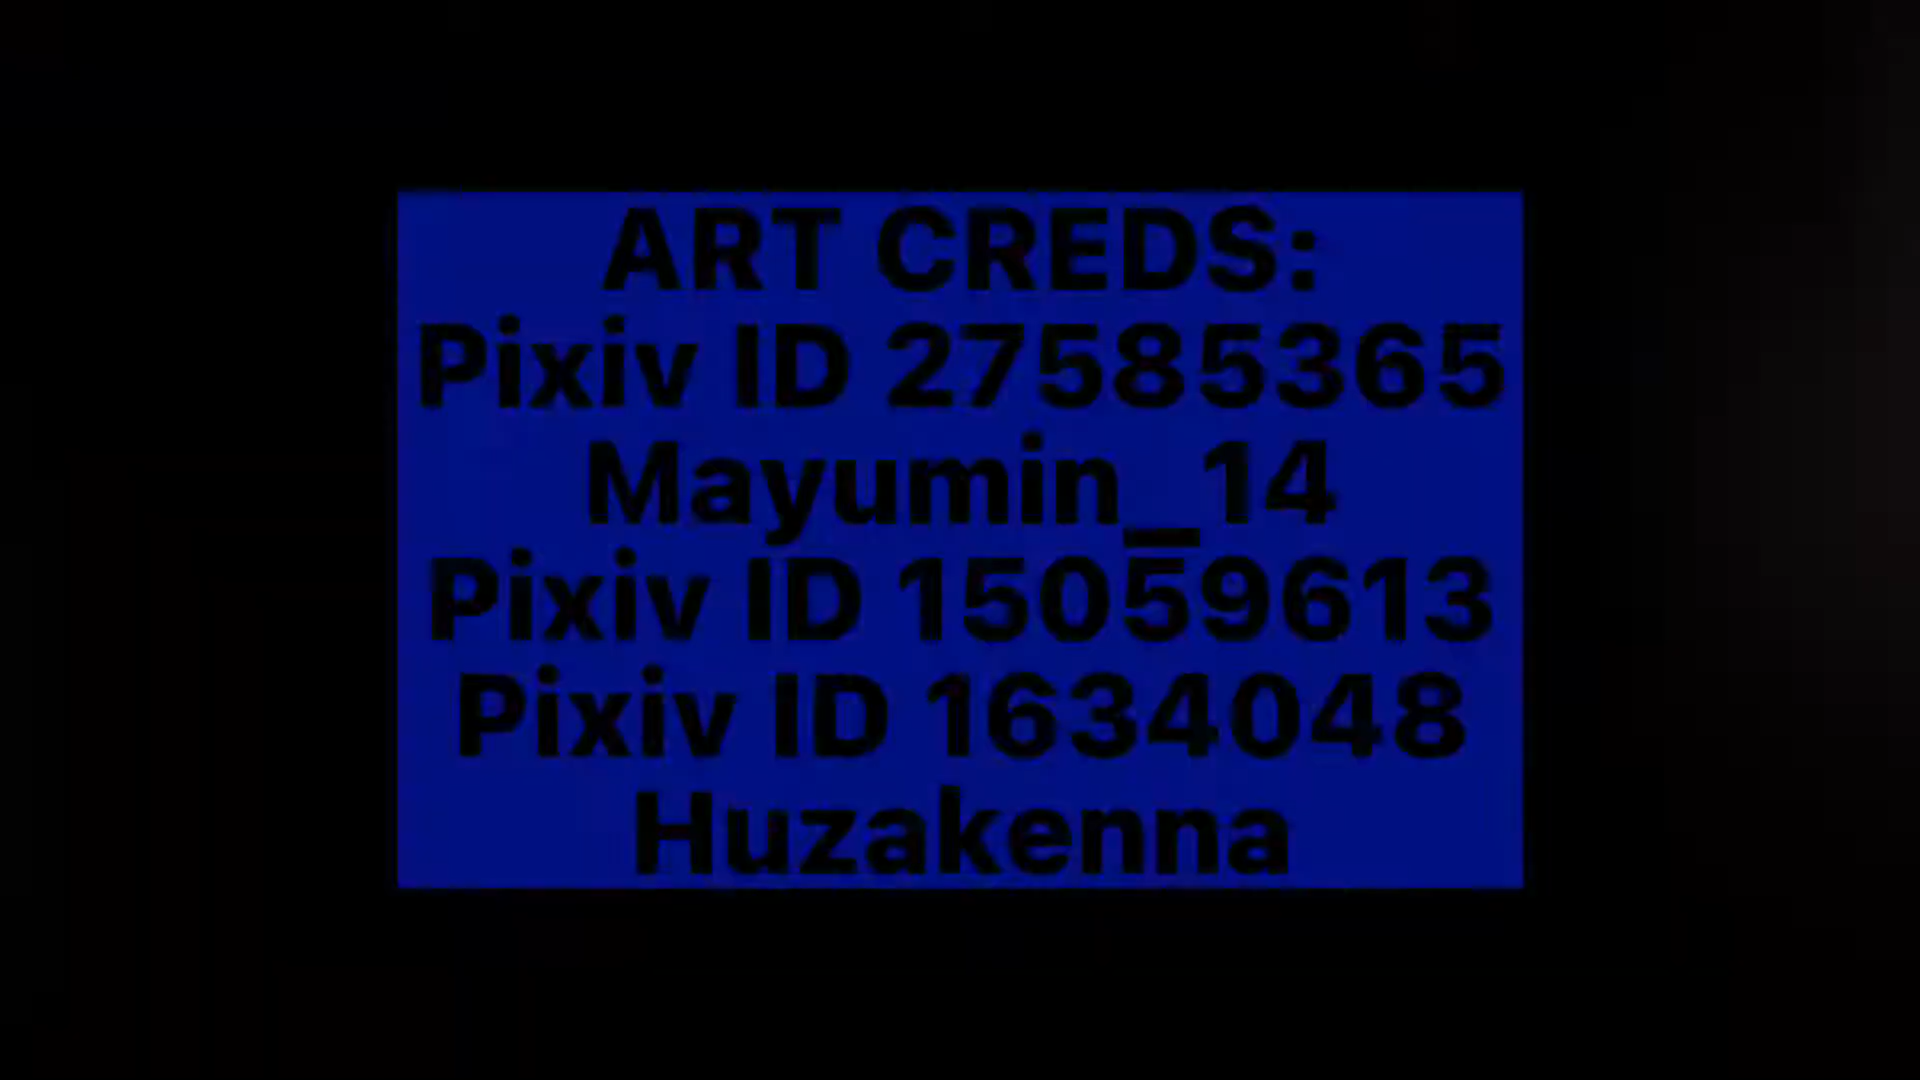 ART CREDS:
Pixiv ID 27585365
Mayumin_14
Pixiv ID 15059613
Pixiv ID 1634048
Huzakenna